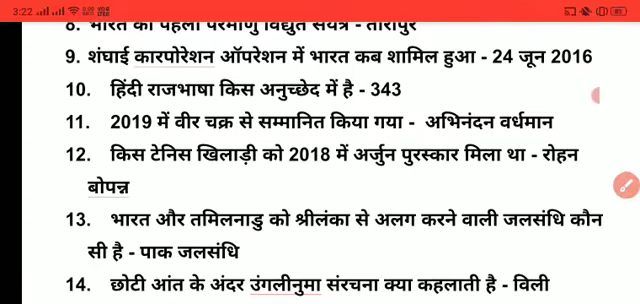 3:22
8. भारत का पहला परमाणु विद्युत संयंत्र - तारापुर
9. शंघाई कारपोरेशन ऑपरेशन में भारत कब शामिल हुआ - 24 जून 2016
10. हिंदी राजभाषा किस अनुच्छेद में है - 343
11. 2019 में वीर चक्र से सम्मानित किया गया - अभिनंदन वर्धमान
12. किस टेनिस खिलाड़ी को 2018 में अर्जुन पुरस्कार मिला था - रोहन
बोपन्न
13. भारत और तमिलनाडु को श्रीलंका से अलग करने वाली जलसंधि कौन
सी है - पाक जलसंधि
14. छोटी आंत के अंदर उंगलीनुमा संरचना क्या कहलाती है - विली